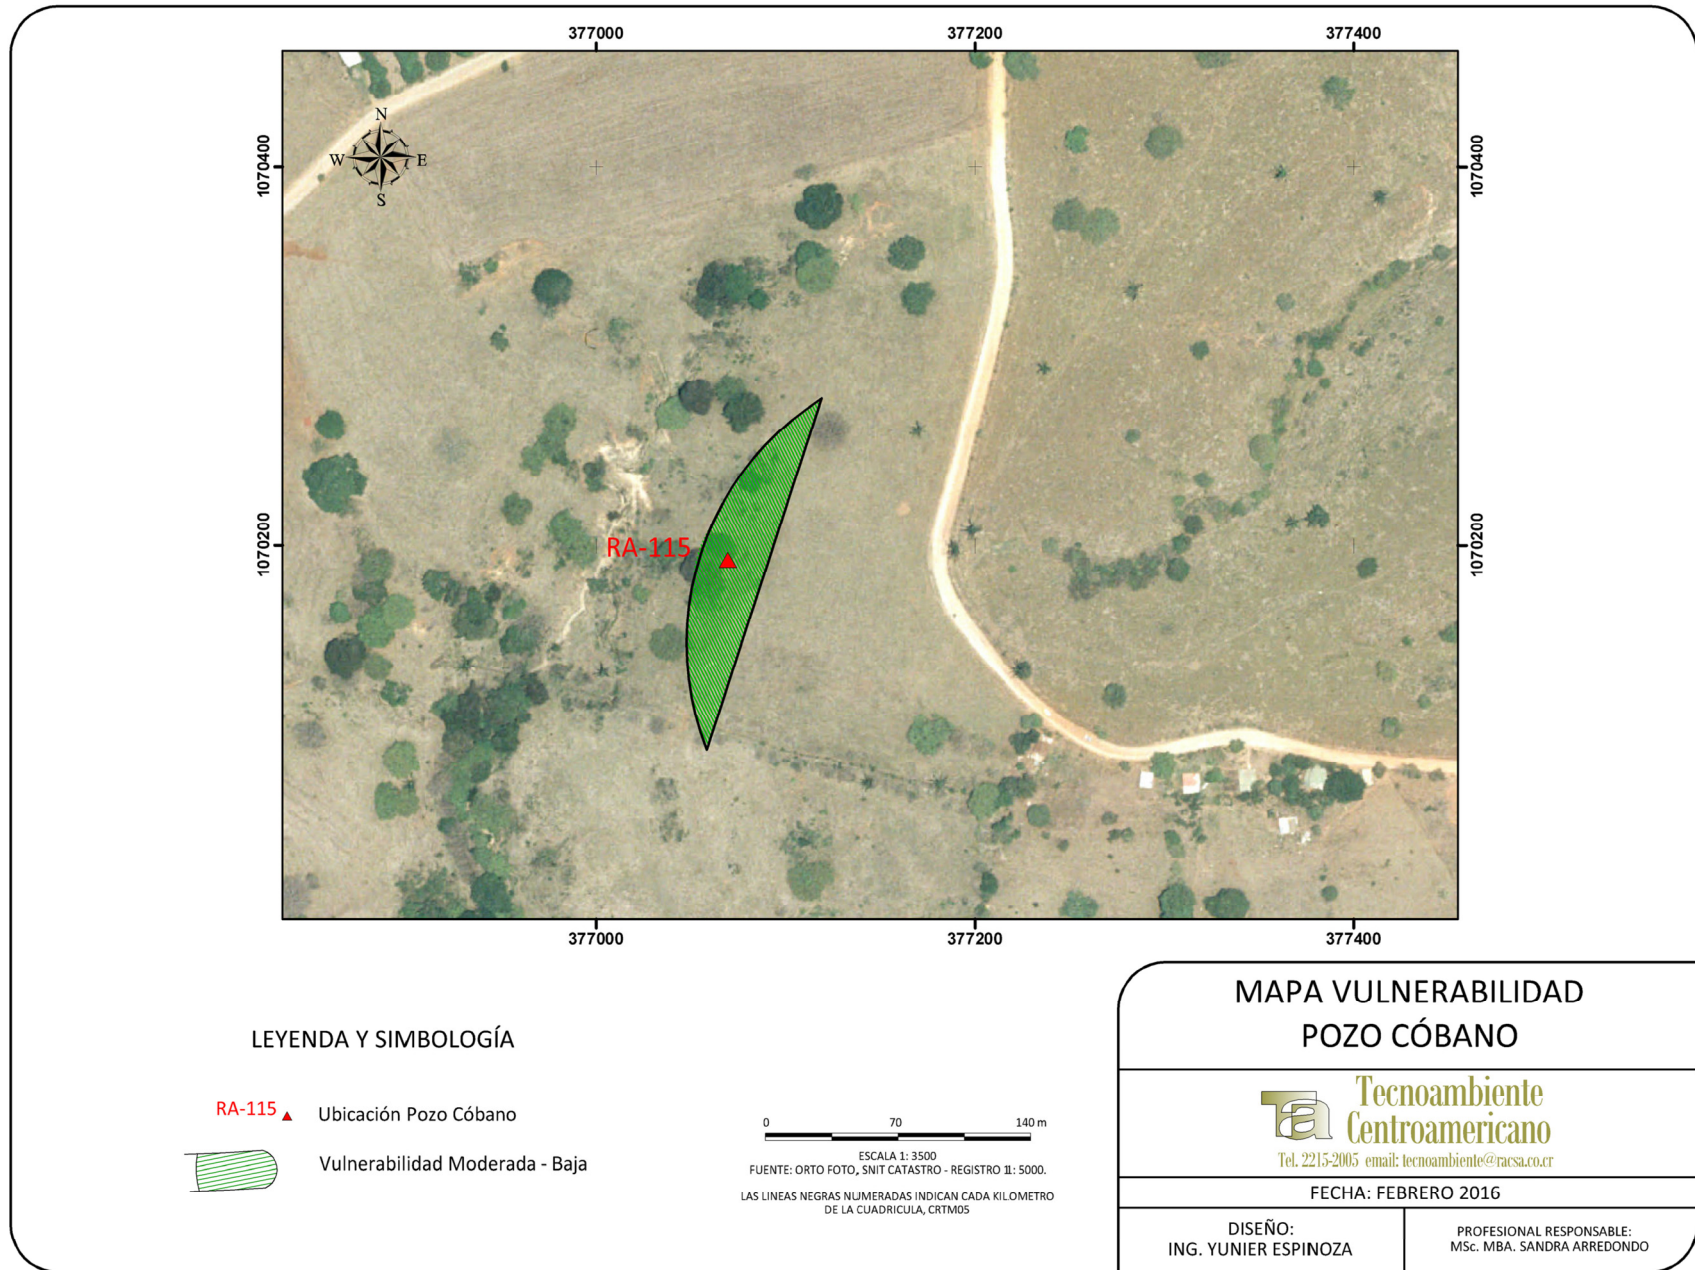 377000 377200 377400
N
W E
S
1070400 1070400
RA-115
1070200 1070200
377000 377200 377400
LEYENDA Y SIMBOLOGÍA
RA-115 Ubicación Pozo Cóbano
Vulnerabilidad Moderada - Baja
0 70 140 m
ESCALA 1: 3500
FUENTE: ORTO FOTO, SNIT CATASTRO - REGISTRO 1: 5000.
LAS LINEAS NEGRAS NUMERADAS INDICAN CADA KILOMETRO
DE LA CUADRICULA, CRTM05
MAPA VULNERABILIDAD
POZO CÓBANO
Ta
Tecnoambiente
Centroamericano
Tel. 2215-2005 email: tecnoambiente@racsa.co.cr
FECHA: FEBRERO 2016
DISEÑO:
ING. YUNIER ESPINOZA
PROFESIONAL RESPONSABLE:
MSc. MBA. SANDRA ARREDONDO